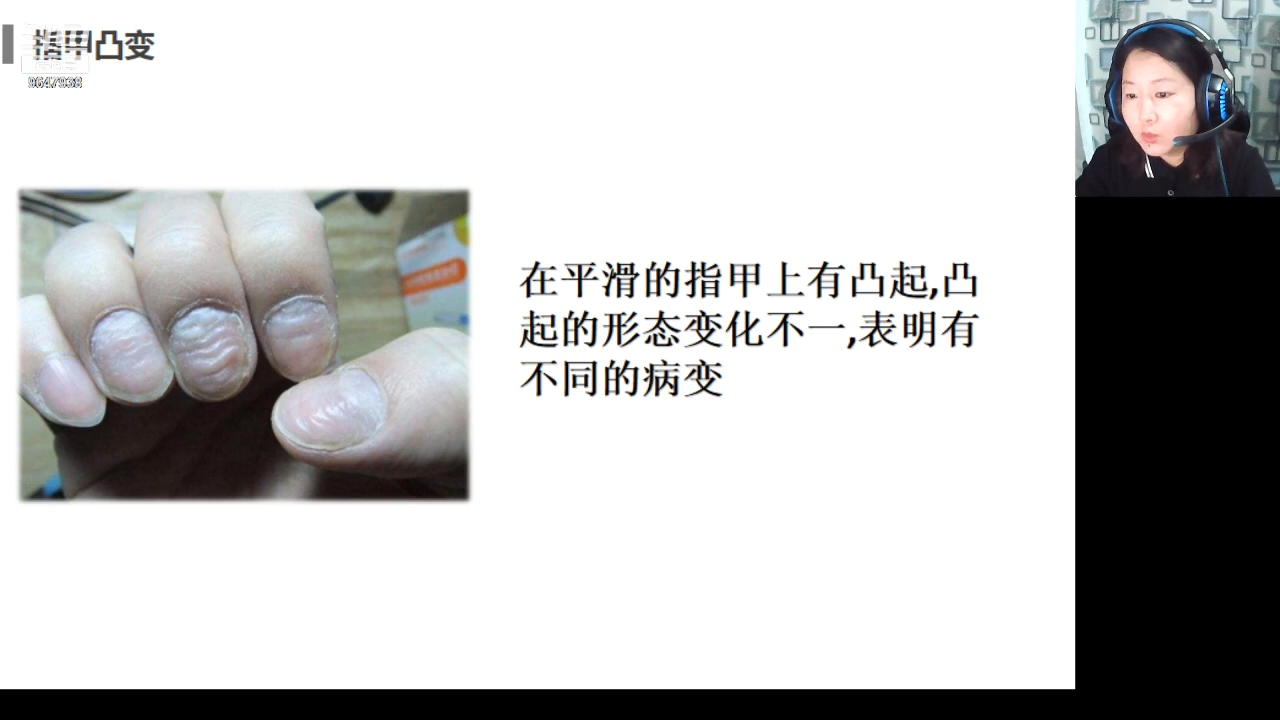 指甲凸变
在平滑的指甲上有凸起,凸
起的形态变化不一,表明有
不同的病变